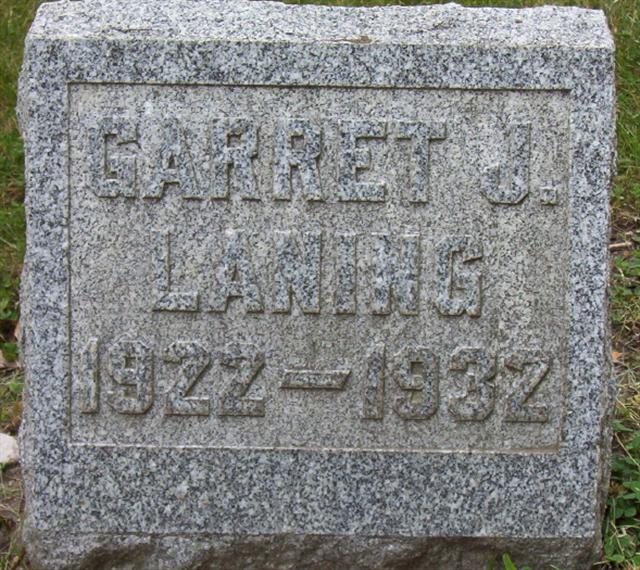 GARRET J.
LANING
1922-1932